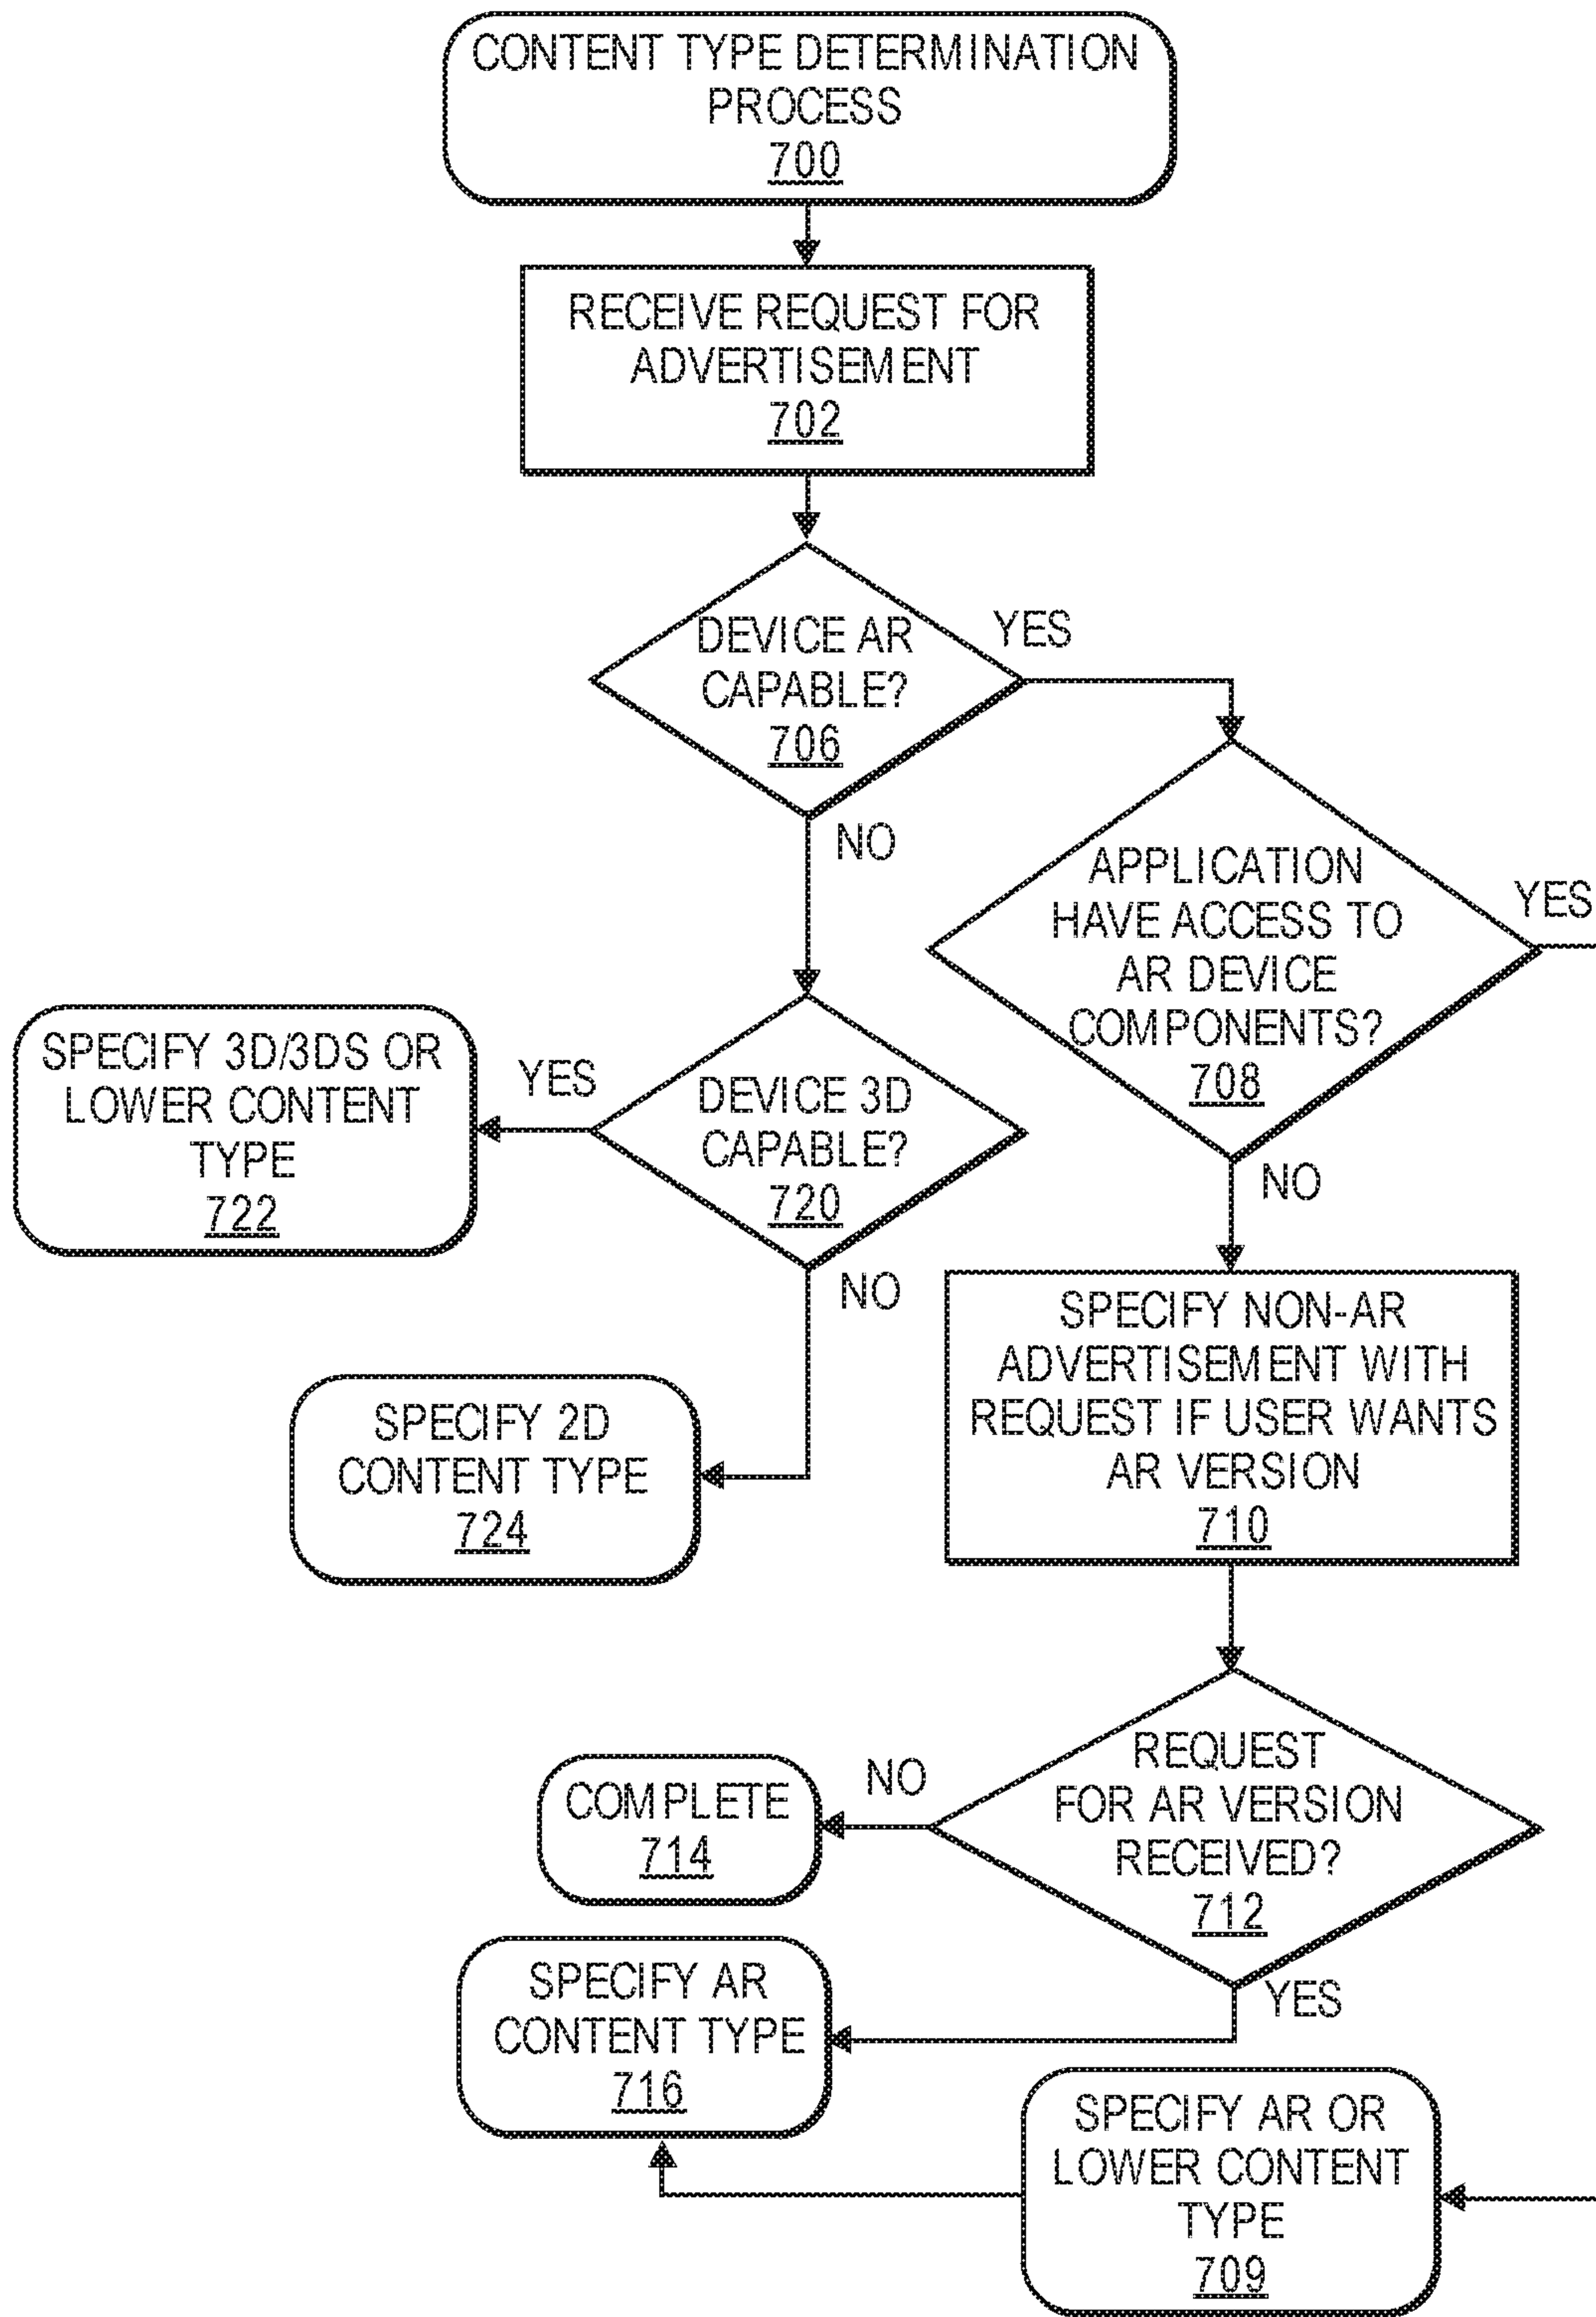 CONTENT TYPE DETERMINATION
PROCESS
700
RECEIVE REQUEST FOR
ADVERTISEMENT
702
DEVICE AR
CAPABLE?
706
YES
NO
APPLICATION
HAVE ACCESS TO
AR DEVICE
COMPONENTS?
708
YES
NO
DEVICE 3D
CAPABLE?
720
YES
NO
SPECIFY 3D/3DS OR
LOWER CONTENT
TYPE
722
SPECIFY 2D
CONTENT TYPE
724
SPECIFY NON-AR
ADVERTISEMENT WITH
REQUEST IF USER WANTS
AR VERSION
710
REQUEST
FOR AR VERSION
RECEIVED?
712
NO
YES
COMPLETE
714
SPECIFY AR
CONTENT TYPE
716
SPECIFY AR OR
LOWER CONTENT
TYPE
709